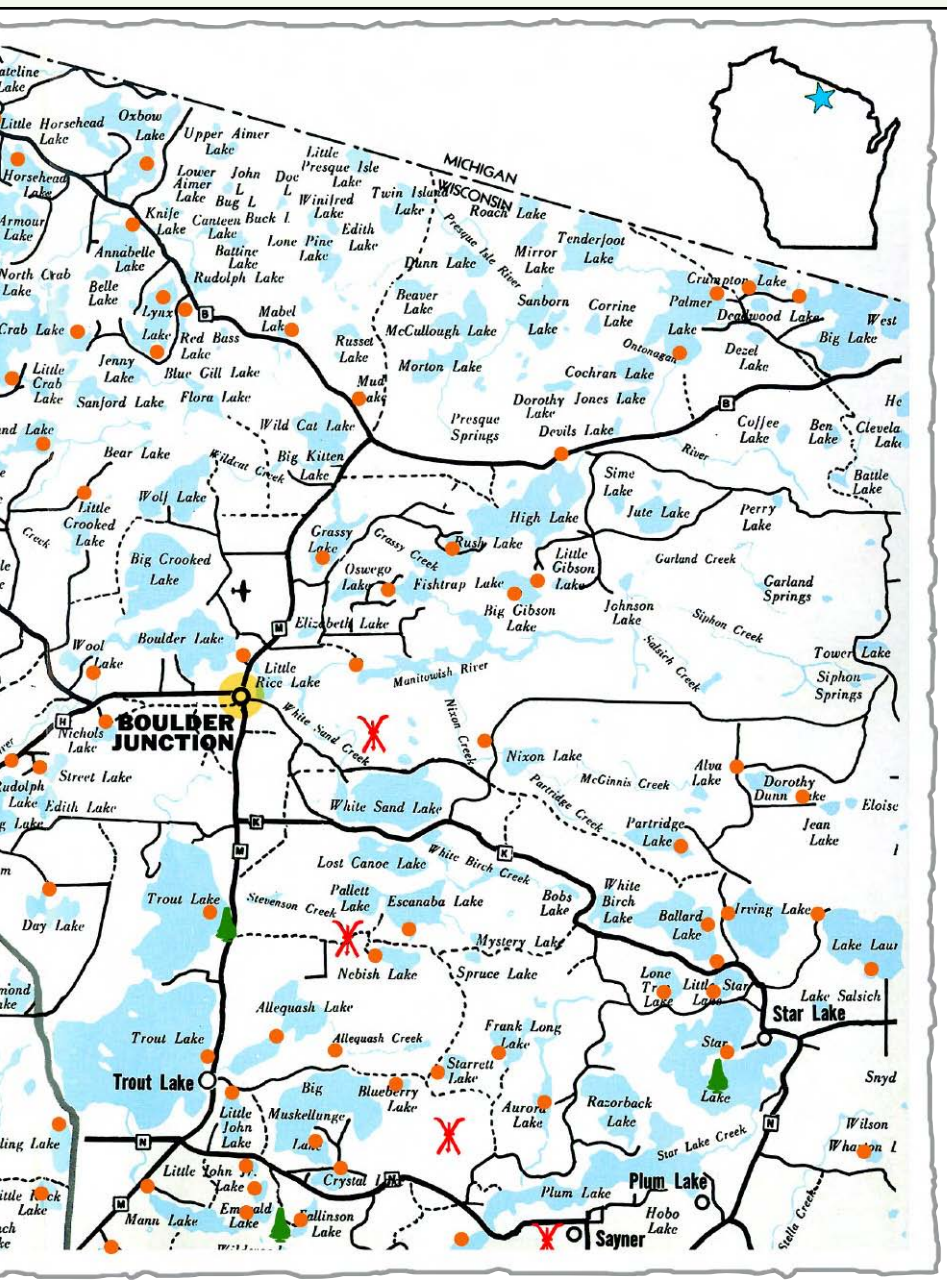 Lake
Little Horsehead
Lake
Oxbow
Lake
Upper Aimer
Lake
Horsehead
Lake
Lower
Aimer
Lake
John
L
Bug L
Doe
L
Little
Presque Isle
Lake
MICHIGAN
WISCONSIN
Armour
Lake
Knife
Lake
Canteen
Lake
Buck
Winifred
Lake
Twin Island
Lake
Roach Lake
Annabelle
Lake
Battine
Lake
Lone Pine
Lake
Edith
Lake
Presque Isle River
Mirror
Lake
Tenderfoot
Lake
North Crab
Lake
Belle
Lake
Rudolph Lake
Dunn Lake
Crumpton Lake
Lynx
Lake
B
Mabel
Lake
Beaver
Lake
Sanborn
Lake
Corrine
Lake
Palmer
Lake
Deadwood Lake
West
Big Lake
Crab Lake
Red Bass
Lake
Russet
Lake
McCullough Lake
Ontonagon
Dezel
Lake
Little
Crab
Lake
Jenny
Lake
Blue Gill Lake
Morton Lake
Cochran Lake
Sanford Lake
Flora Lake
Mud
Lake
Dorothy
Lake
Jones Lake
B
Lake
Wild Cat Lake
Presque
Springs
Devils Lake
Coffee
Lake
Ben
Lake
Lake
Bear Lake
Wildcat Creek
Big Kitten
Lake
River
Battle
Lake
Little
Crooked
Lake
Wolf Lake
Sime
Lake
Creek
Big Crooked
Lake
Grassy
Lake
Grassy Creek
High Lake
Jute Lake
Perry
Lake
Rush Lake
Oswego
Lake
Fishtrap Lake
Little
Gibson
Lake
Garland Creek
Garland
Springs
Big Gibson
Lake
Johnson
Lake
Siphon Creek
M
Elizabeth Lake
Wool
Lake
Boulder Lake
Little
Rice Lake
Manitowish River
Salsich Creek
Tower Lake
Siphon
Springs
H
BOULDER
JUNCTION
Nichols
Lake
White Sand Creek
Nixon Creek
Nixon Lake
Street Lake
McGinnis Creek
Alva
Lake
Dorothy
Dunn Lake
Lake
Edith Lake
White Sand Lake
Partridge Creek
Eloise
Lake
K
Partridge
Lake
Jean
Lake
M
Lost Canoe Lake
White Birch Creek
K
Trout Lake
Stevenson Creek
Pallett
Lake
Escanaba Lake
Bobs
Lake
White
Birch
Lake
Ballard
Lake
Irving Lake
Day Lake
Nebish Lake
Mystery Lake
Spruce Lake
Lone
Tree
Lake
Little Star
Lake
Lake Salsich
Star Lake
Allequash Lake
Trout Lake
Allequash Creek
Frank Long
Lake
Star
Lake
Trout Lake
Big
Muskellunge
Lake
Blueberry
Lake
Starrett
Lake
Little
John
Lake
Aurora
Lake
Razorback
Lake
Star Lake Creek
N
Wilson
Lake
N
Little John Jr.
Lake
Crystal
N
Plum Lake
Plum Lake
Lake
M
Mann Lake
Emerald
Lake
Fallinson
Lake
Hobo
Lake
Sayner
Stella Creek